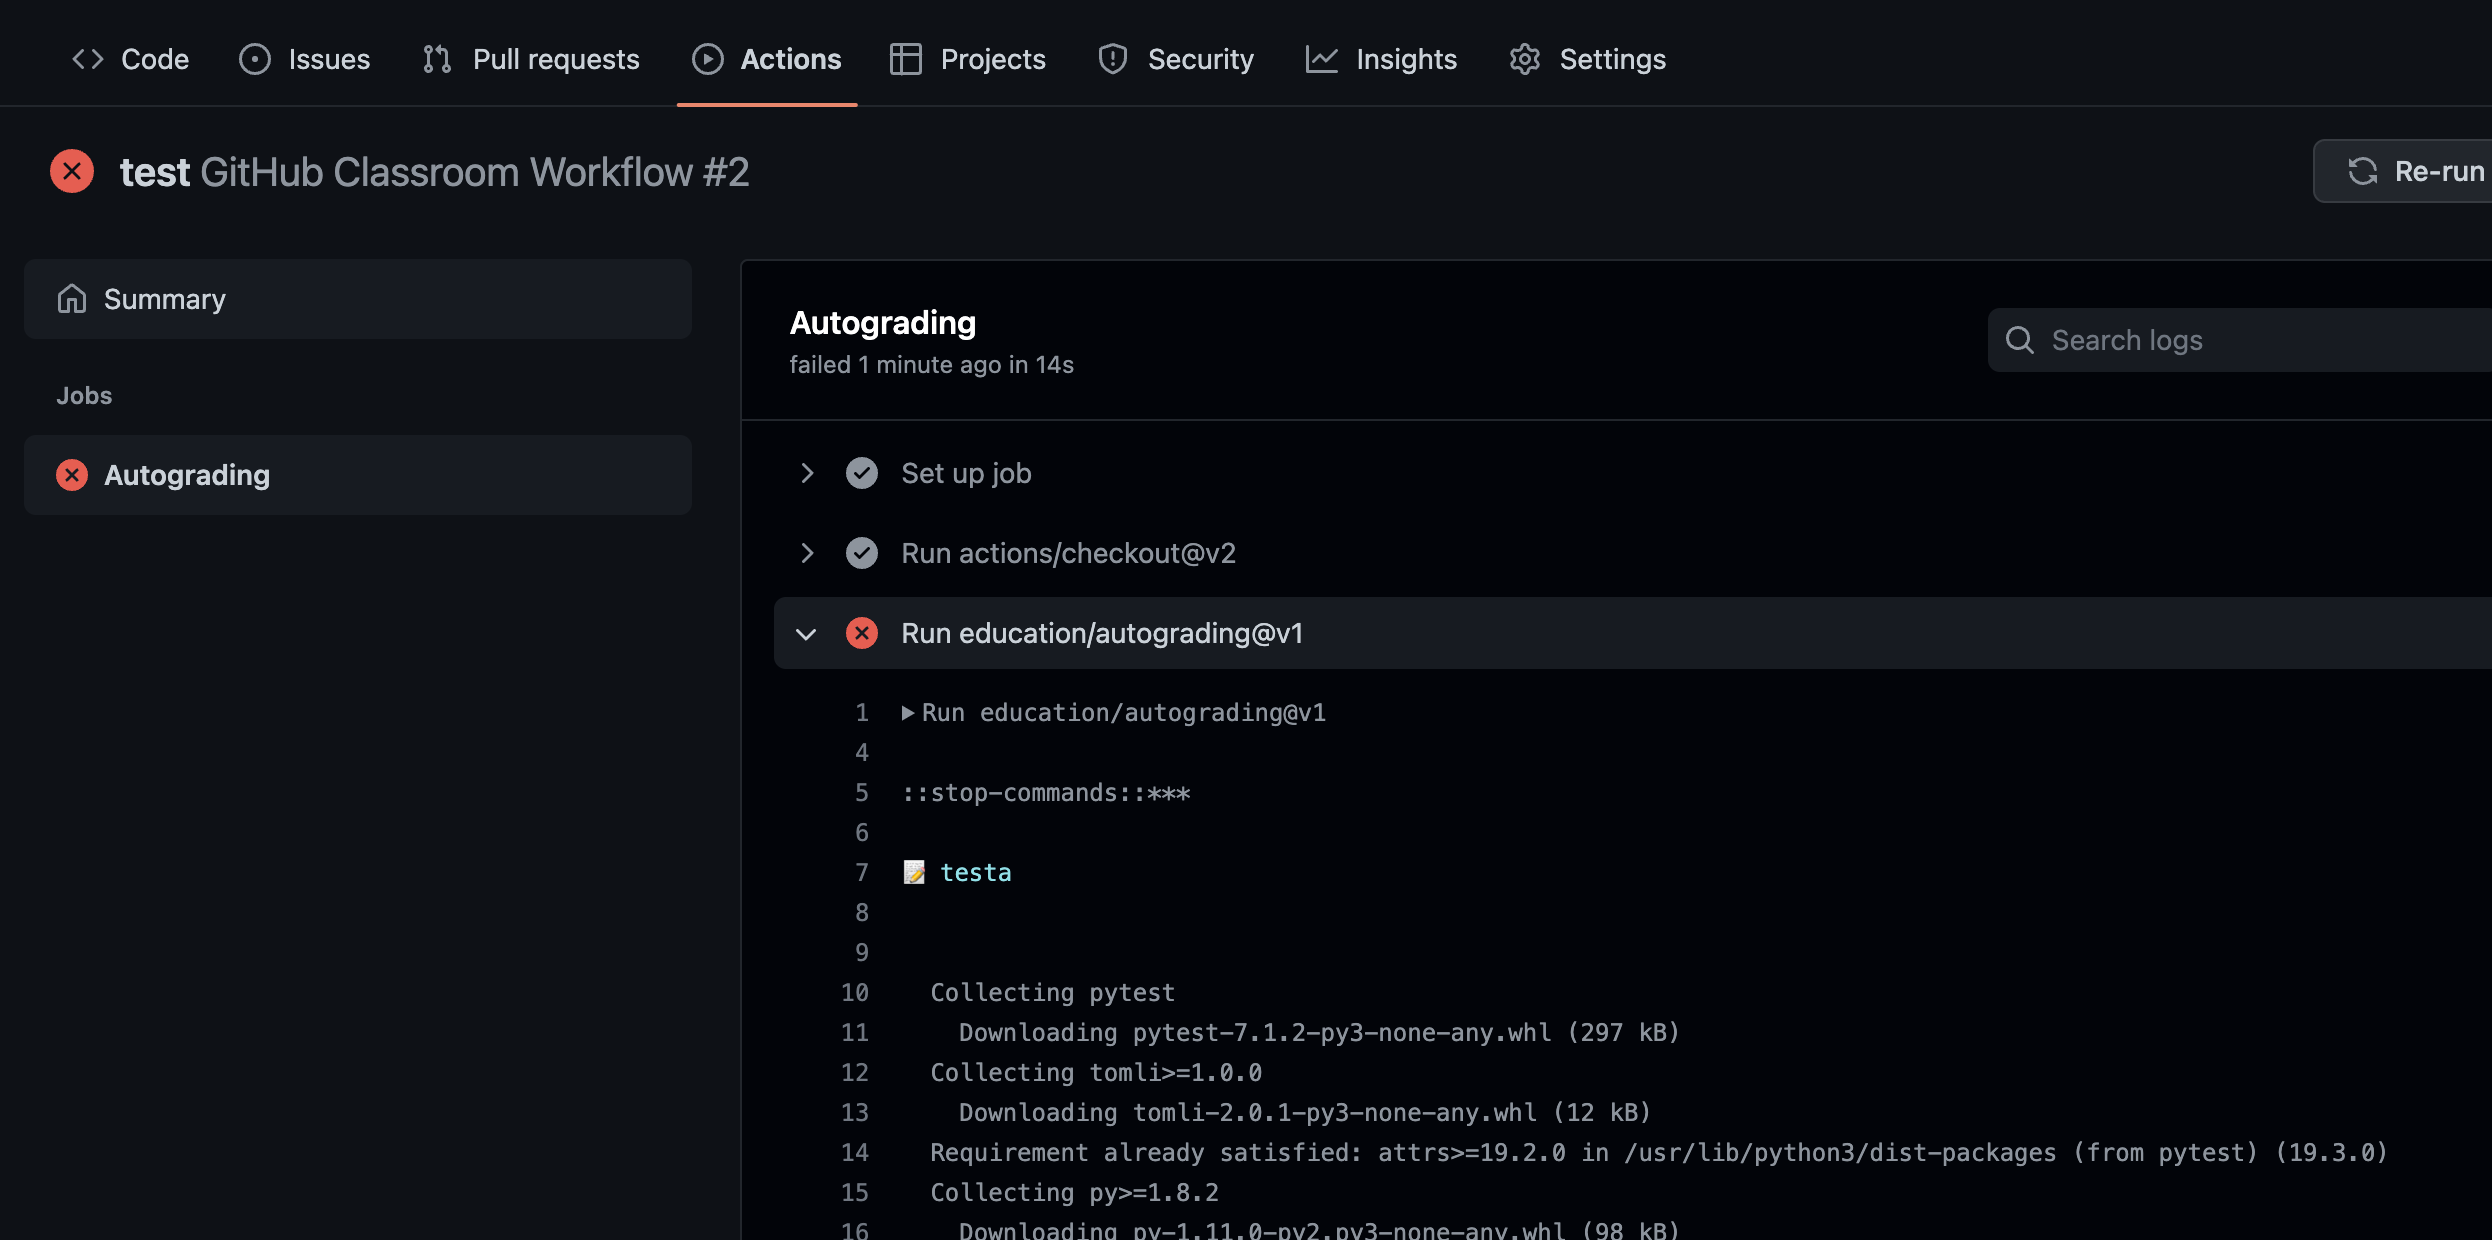 Code Issues Pull requests Actions Projects Security Insights Settings
test GitHub Classroom Workflow #2
Re-run
Summary
Jobs
Autograding
Autograding
failed 1 minute ago in 14s
Search logs
Set up job
Run actions/checkout@v2
Run education/autograding@v1
1 Run education/autograding@v1
4
5 ::stop-commands::***
6
7 📝 testa
8
9
10 Collecting pytest
11 Downloading pytest-7.1.2-py3-none-any.whl (297 kB)
12 Collecting tomli>=1.0.0
13 Downloading tomli-2.0.1-py3-none-any.whl (12 kB)
14 Requirement already satisfied: attrs>=19.2.0 in /usr/lib/python3/dist-packages (from pytest) (19.3.0)
15 Collecting py>=1.8.2
16 Downloading py-1.11.0-py2.py3-none-any.whl (98 kB)